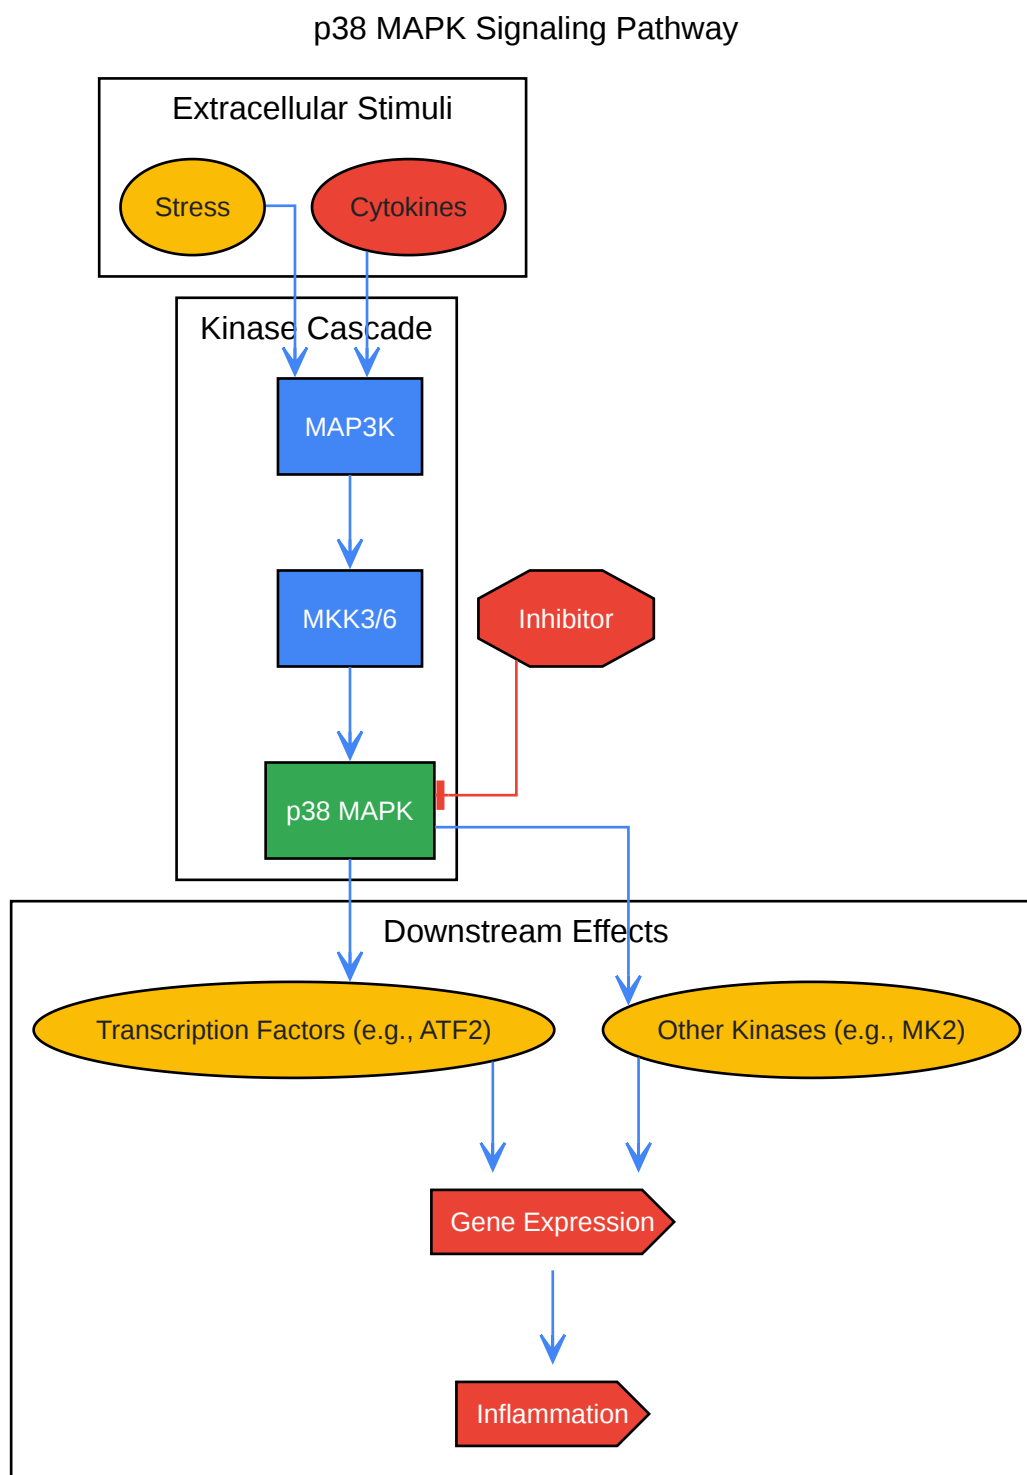 p38 MAPK Signaling Pathway
Extracellular Stimuli
Stress
Cytokines
Kinase Cascade
MAP3K
MKK3/6
Inhibitor
p38 MAPK
Downstream Effects
Transcription Factors (e.g., ATF2)
Other Kinases (e.g., MK2)
Gene Expression
Inflammation